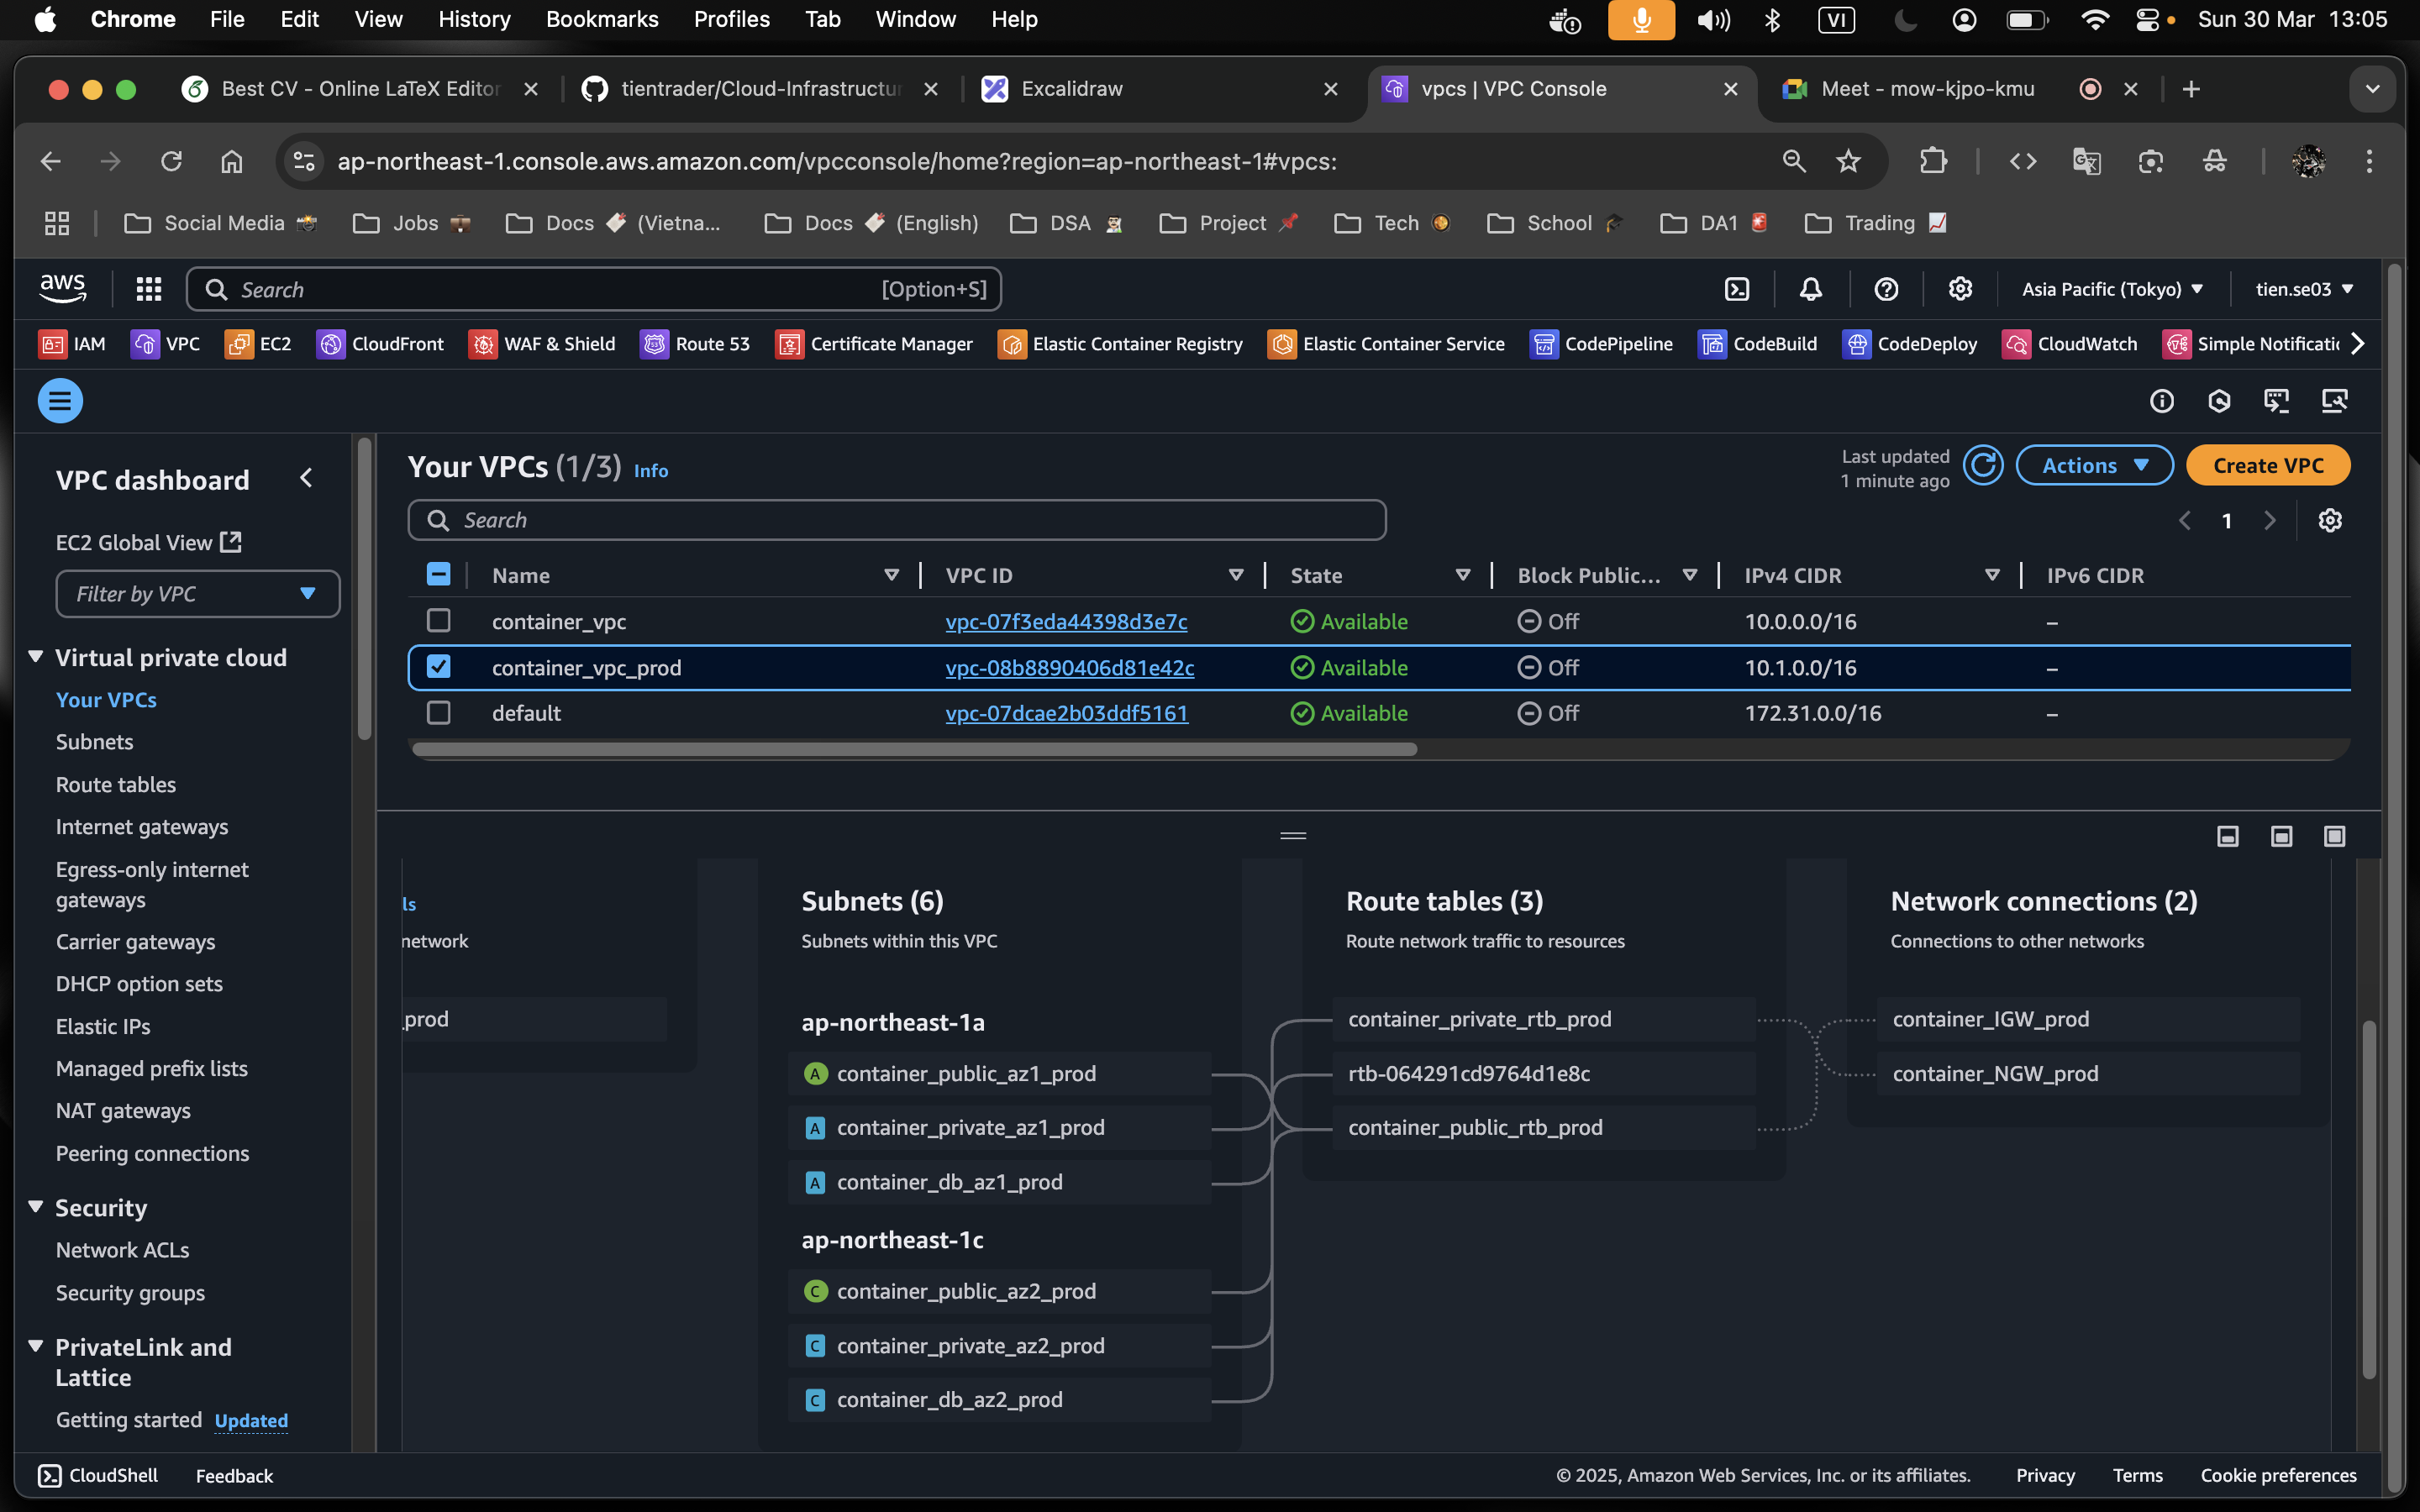 Chrome File Edit View History Bookmarks Profiles Tab Window Help VI Sun 30 Mar 13:05
Best CV - Online LaTeX Editor tientrader/Cloud-Infrastructur Excalidraw vpcs | VPC Console Meet - mow-kjpo-kmu
ap-northeast-1.console.aws.amazon.com/vpcconsole/home?region=ap-northeast-1#vpcs:
Social Media Jobs Docs (Vietna... Docs (English) DSA Project Tech School DA1 Trading
aws Search [Option+S] Asia Pacific (Tokyo) tien.se03
IAM VPC EC2 CloudFront WAF & Shield Route 53 Certificate Manager Elastic Container Registry Elastic Container Service CodePipeline CodeBuild CodeDeploy CloudWatch Simple Notificatic
VPC dashboard
EC2 Global View
Filter by VPC
Virtual private cloud
Your VPCs
Subnets
Route tables
Internet gateways
Egress-only internet
gateways
Carrier gateways
DHCP option sets
Elastic IPs
Managed prefix lists
NAT gateways
Peering connections
Security
Network ACLs
Security groups
PrivateLink and
Lattice
Getting started Updated
Your VPCs (1/3) Info
Last updated
1 minute ago
Actions
Create VPC
Search
1
Name VPC ID State Block Public... IPv4 CIDR IPv6 CIDR
container_vpc vpc-07f3eda44398d3e7c Available Off 10.0.0.0/16 –
container_vpc_prod vpc-08b8890406d81e42c Available Off 10.1.0.0/16 –
default vpc-07dcae2b03ddf5161 Available Off 172.31.0.0/16 –
ls
network
_prod
Subnets (6)
Subnets within this VPC
ap-northeast-1a
A container_public_az1_prod
A container_private_az1_prod
A container_db_az1_prod
ap-northeast-1c
C container_public_az2_prod
C container_private_az2_prod
C container_db_az2_prod
Route tables (3)
Route network traffic to resources
container_private_rtb_prod
rtb-064291cd9764d1e8c
container_public_rtb_prod
Network connections (2)
Connections to other networks
container_IGW_prod
container_NGW_prod
CloudShell Feedback © 2025, Amazon Web Services, Inc. or its affiliates. Privacy Terms Cookie preferences